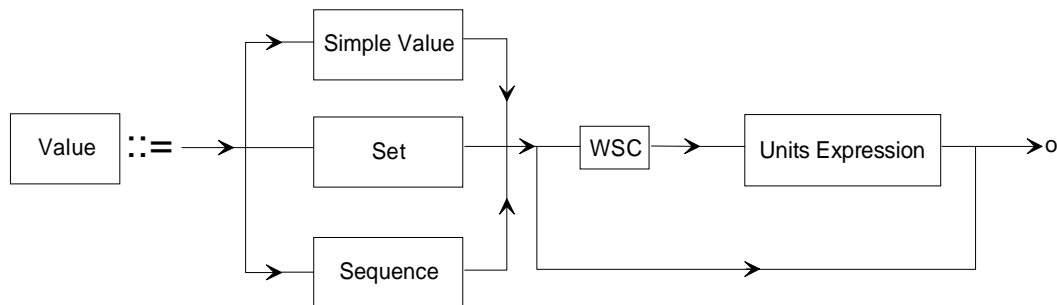 Simple Value
Value ::= Set WSC Units Expression o
Sequence